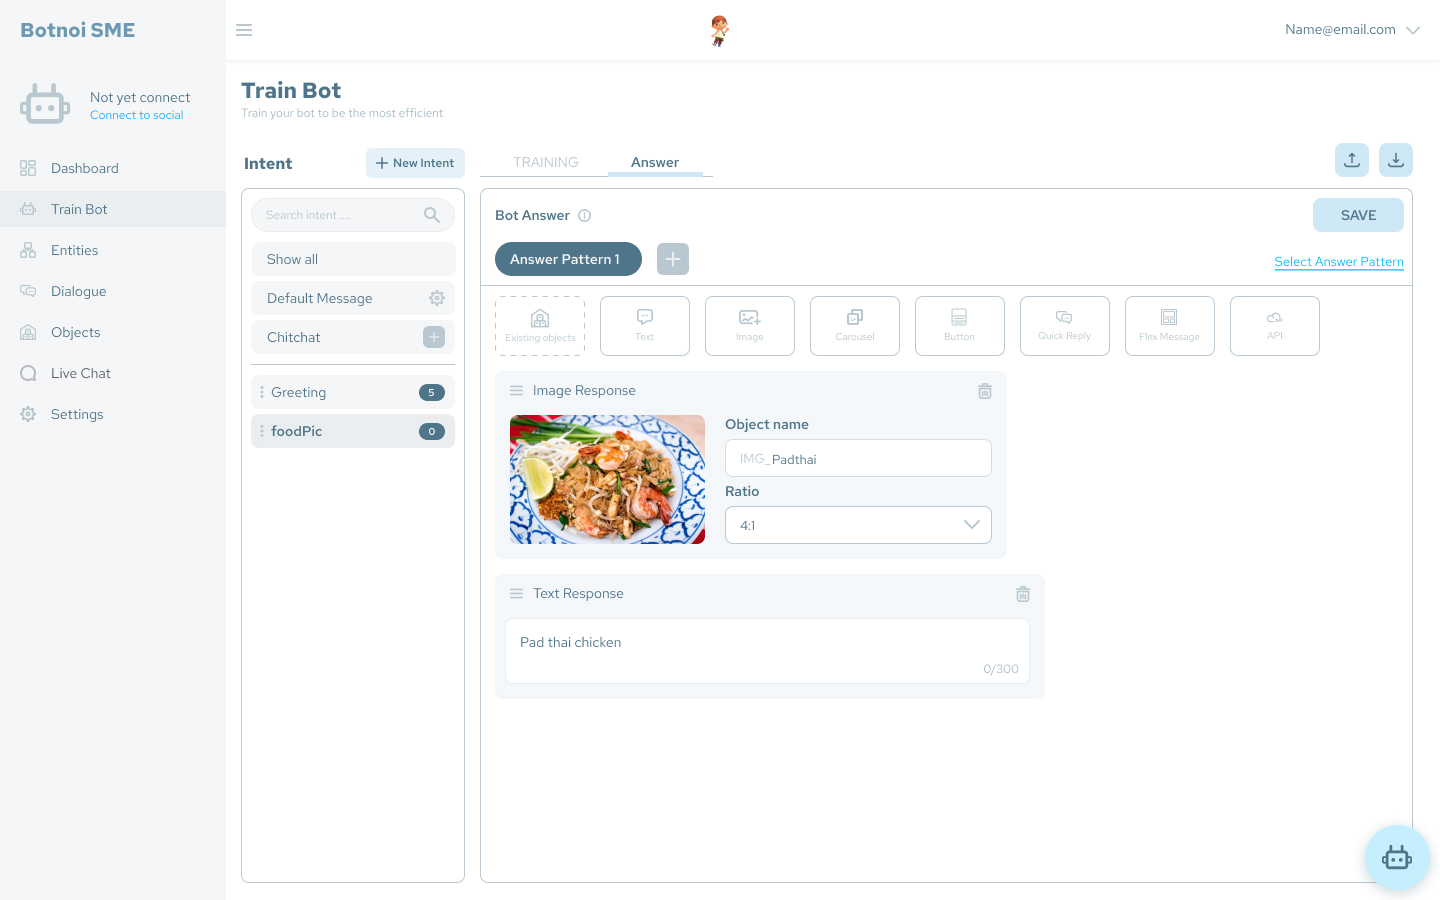 Botnoi SME
Name@email.com
Not yet connect
Connect to social
Dashboard
Train Bot
Entities
Dialogue
Objects
Live Chat
Settings
Train Bot
Train your bot to be the most efficient
Intent
New Intent
Search intent ...
Show all
Default Message
Chitchat
Greeting
5
foodPic
0
TRAINING
Answer
Bot Answer
SAVE
Answer Pattern 1
Select Answer Pattern
Existing objects
Text
Image
Carousel
Button
Quick Reply
Flex Message
API
Image Response
Object name
IMG_Padthai
Ratio
4:1
Text Response
Pad thai chicken
0/300